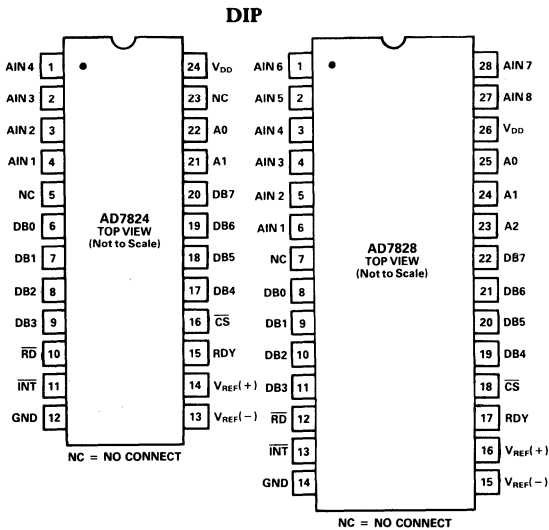 DIP
AIN 4 1
AIN 3 2
AIN 2 3
AIN 1 4
NC 5
DB0 6
DB1 7
DB2 8
DB3 9
RD 10
INT 11
GND 12
AD7824
TOP VIEW
(Not to Scale)
24 VDD
23 NC
22 A0
21 A1
20 DB7
19 DB6
18 DB5
17 DB4
16 CS
15 RDY
14 VREF(+)
13 VREF(−)
NC = NO CONNECT
AIN 6 1
AIN 5 2
AIN 4 3
AIN 3 4
AIN 2 5
AIN 1 6
NC 7
DB0 8
DB1 9
DB2 10
DB3 11
RD 12
INT 13
GND 14
AD7828
TOP VIEW
(Not to Scale)
28 AIN 7
27 AIN 8
26 VDD
25 A0
24 A1
23 A2
22 DB7
21 DB6
20 DB5
19 DB4
18 CS
17 RDY
16 VREF(+)
15 VREF(−)
NC = NO CONNECT